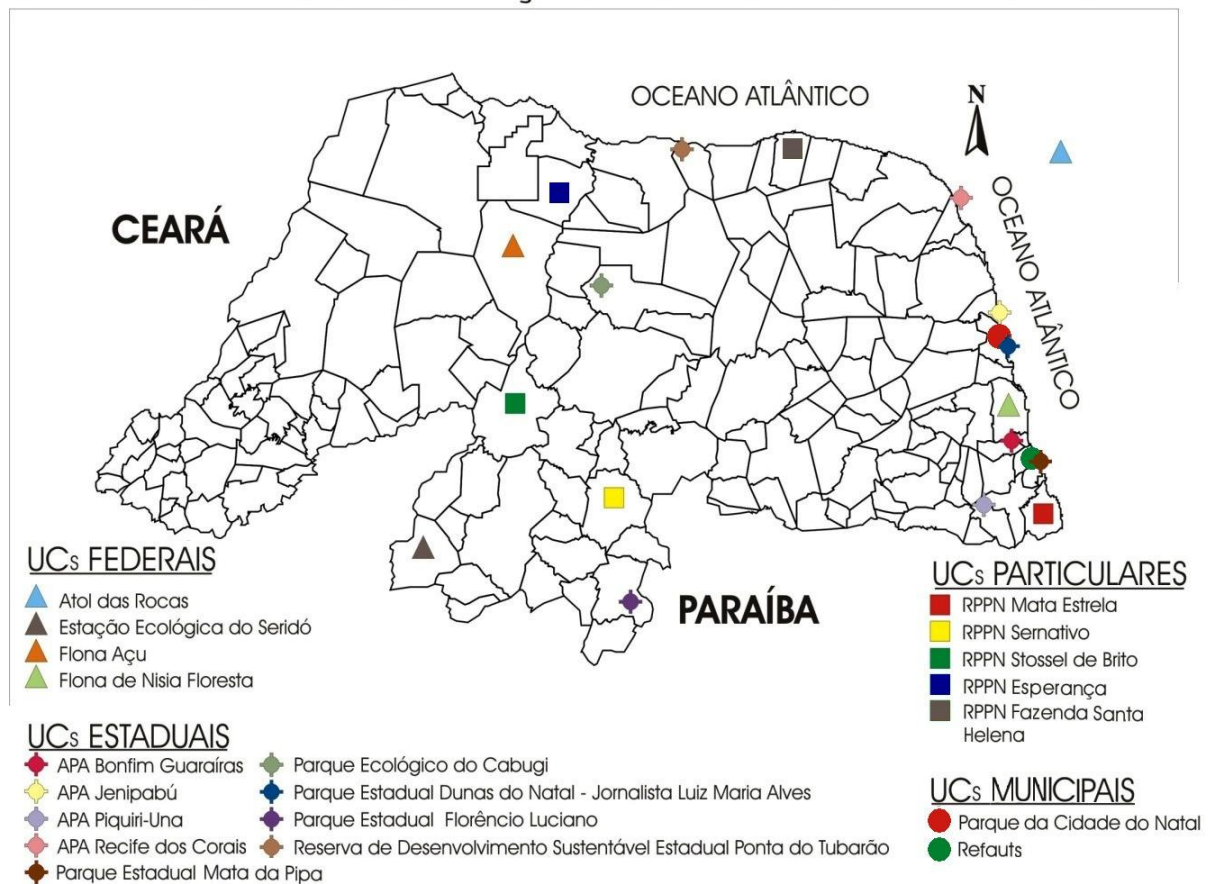 OCEANO ATLÂNTICO
N
CEARÁ
OCEANO ATLÂNTICO
PARAÍBA
UCs FEDERAIS
Atol das Rocas
Estação Ecológica do Seridó
Flona Açu
Flona de Nisia Floresta
UCs ESTADUAIS
APA Bonfim Guaraíras
APA Jenipabú
APA Piquiri-Una
APA Recife dos Corais
Parque Estadual Mata da Pipa
Parque Ecológico do Cabugi
Parque Estadual Dunas do Natal - Jornalista Luiz Maria Alves
Parque Estadual Florêncio Luciano
Reserva de Desenvolvimento Sustentável Estadual Ponta do Tubarão
UCs PARTICULARES
RPPN Mata Estrela
RPPN Sernativo
RPPN Stossel de Brito
RPPN Esperança
RPPN Fazenda Santa
Helena
UCs MUNICIPAIS
Parque da Cidade do Natal
Refauts